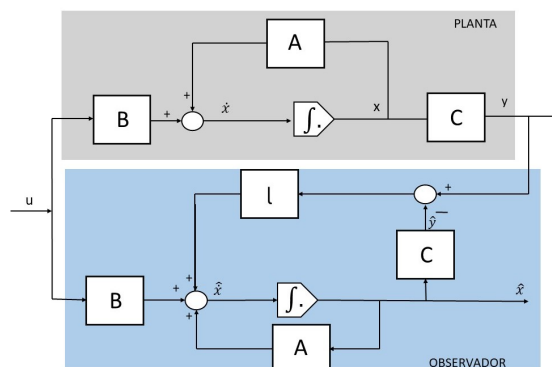 PLANTA
A
+
B
+
ẋ
∫.
x
C
y
l
+
ŷ
−
u
C
B
+
+
+
x̂̇
∫.
x̂
A
OBSERVADOR